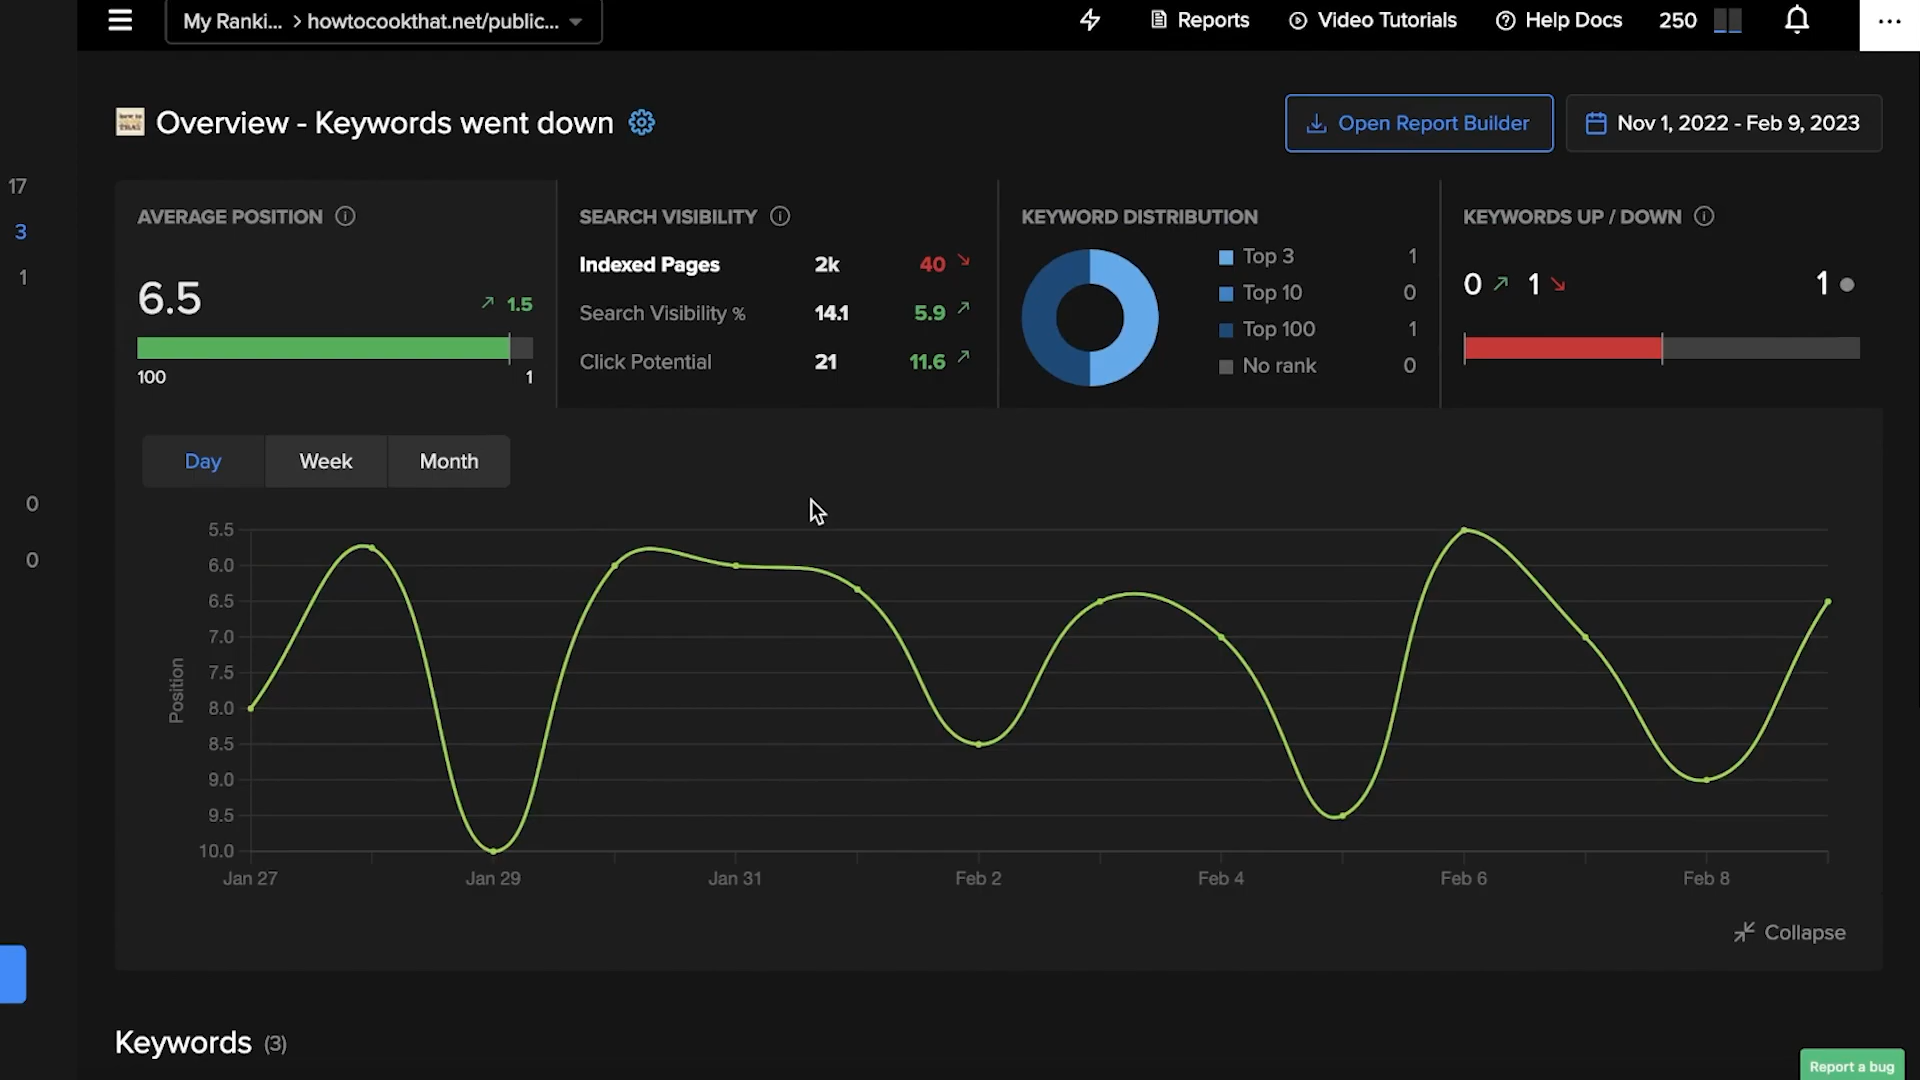 My Ranki... > howtocookthat.net/public...
Reports
Video Tutorials
Help Docs
250
Overview - Keywords went down
Open Report Builder
Nov 1, 2022 - Feb 9, 2023
17
3
1
0
0
AVERAGE POSITION
6.5
1.5
100
1
SEARCH VISIBILITY
Indexed Pages 2k 40
Search Visibility % 14.1 5.9
Click Potential 21 11.6
KEYWORD DISTRIBUTION
Top 3 1
Top 10 0
Top 100 1
No rank 0
KEYWORDS UP / DOWN
0 1 1
Day Week Month
Position
5.5
6.0
6.5
7.0
7.5
8.0
8.5
9.0
9.5
10.0
Jan 27 Jan 29 Jan 31 Feb 2 Feb 4 Feb 6 Feb 8
Collapse
Keywords (3)
Report a bug